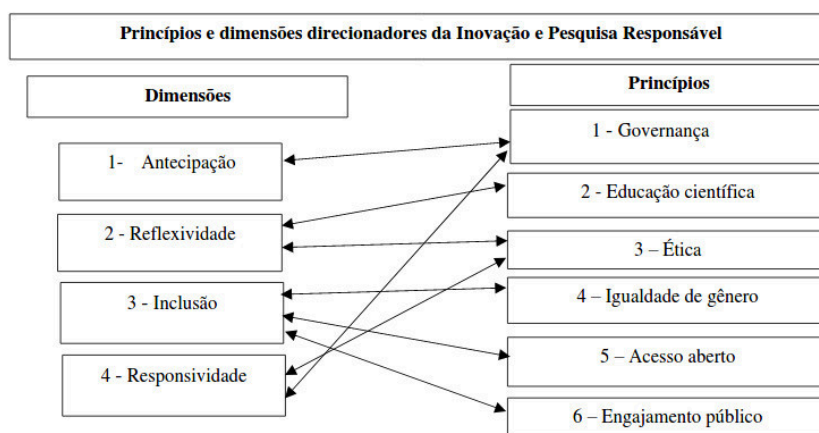 Princípios e dimensões direcionadores da Inovação e Pesquisa Responsável
Dimensões
Princípios
1- Antecipação
1 - Governança
2 - Educação científica
2 - Reflexividade
3 – Ética
3 - Inclusão
4 – Igualdade de gênero
5 – Acesso aberto
4 - Responsividade
6 – Engajamento público